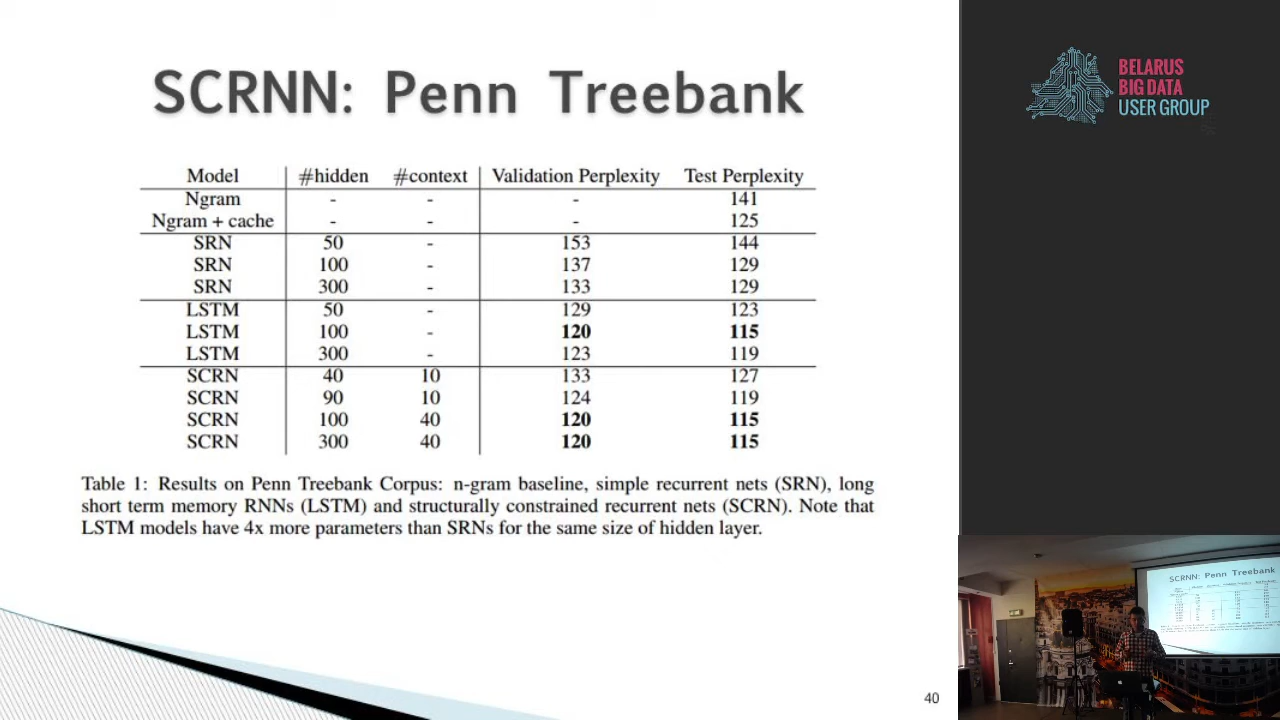 SCRNN: Penn Treebank
Model #hidden #context Validation Perplexity Test Perplexity
Ngram - - - 141
Ngram + cache - - - 125
SRN 50 - 153 144
SRN 100 - 137 129
SRN 300 - 133 129
LSTM 50 - 129 123
LSTM 100 - 120 115
LSTM 300 - 123 119
SCRN 40 10 133 127
SCRN 90 10 124 119
SCRN 100 40 120 115
SCRN 300 40 120 115
Table 1: Results on Penn Treebank Corpus: n-gram baseline, simple recurrent nets (SRN), long
short term memory RNNs (LSTM) and structurally constrained recurrent nets (SCRN). Note that
LSTM models have 4x more parameters than SRNs for the same size of hidden layer.
40
BELARUS
BIG DATA
USER GROUP
SCRNN: Penn Treebank